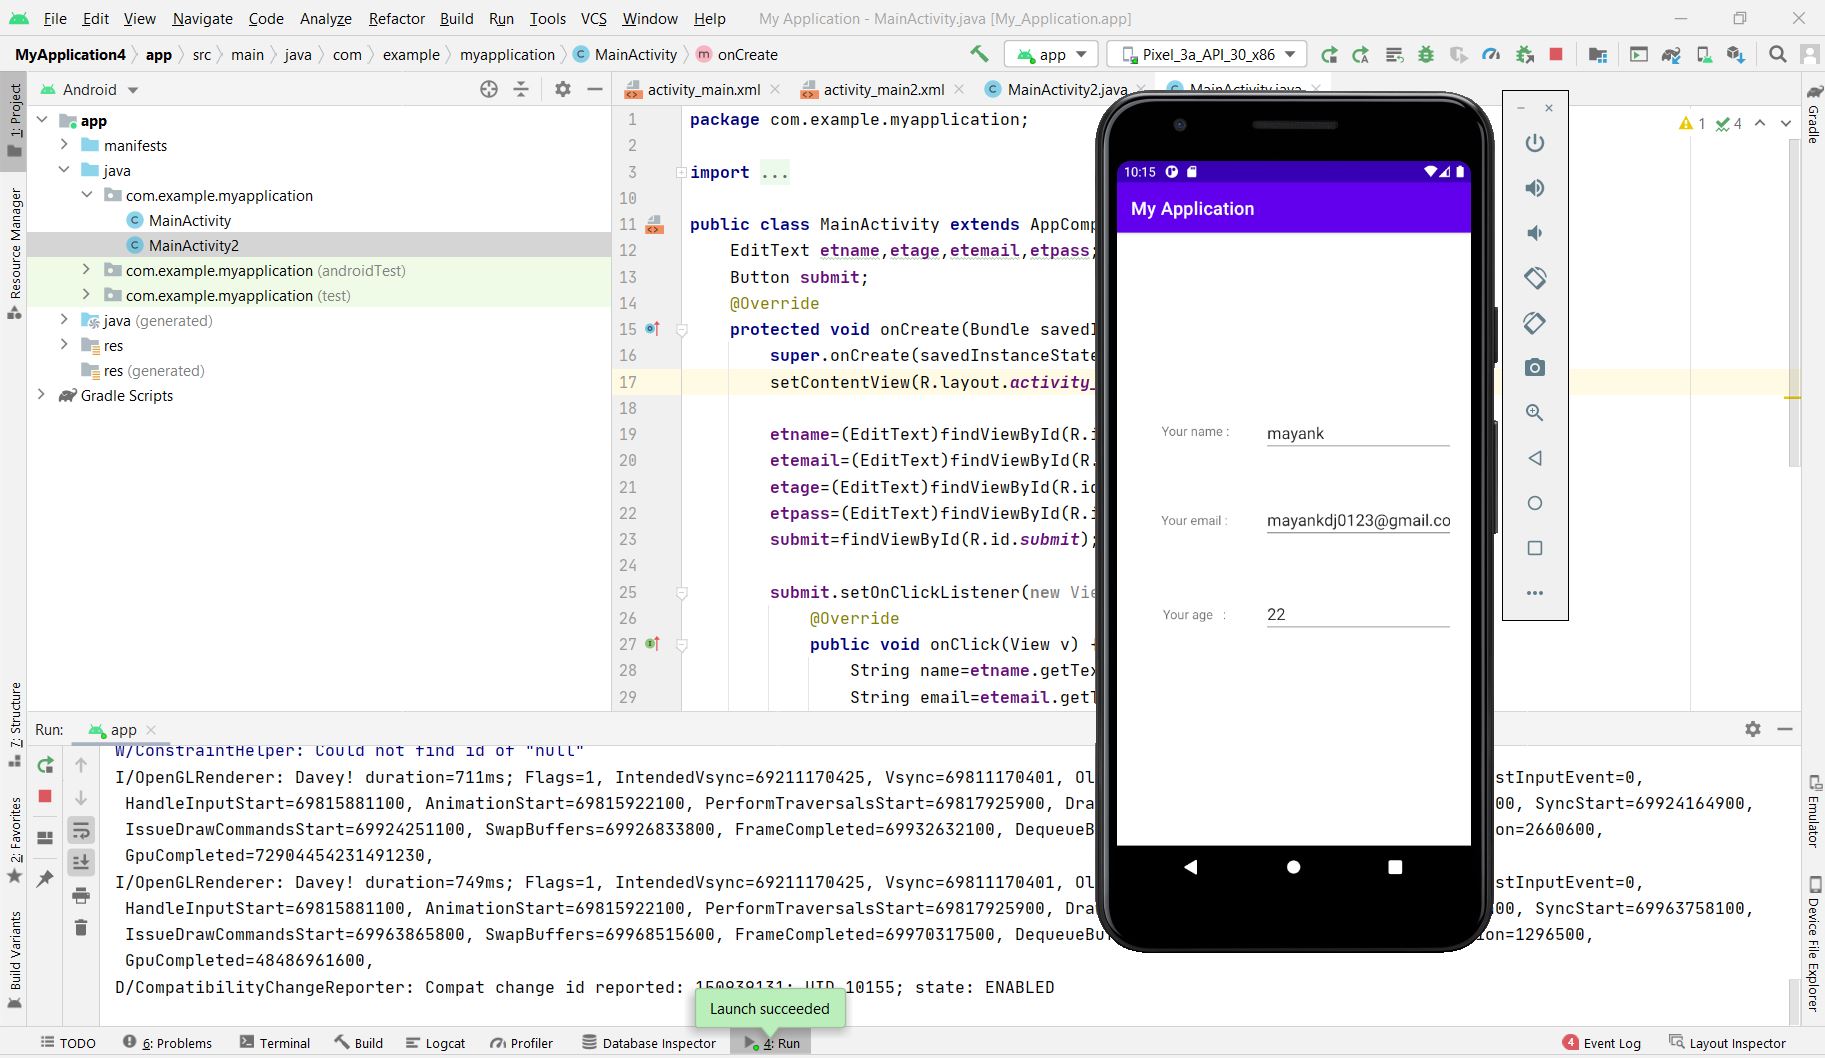 File Edit View Navigate Code Analyze Refactor Build Run Tools VCS Window Help My Application - MainActivity.java [My_Application.app]
MyApplication4 app src main java com example myapplication MainActivity onCreate app Pixel_3a_API_30_x86
1: Project
Resource Manager
7: Structure
2: Favorites
Build Variants
Android
app
manifests
java
com.example.myapplication
MainActivity
MainActivity2
com.example.myapplication (androidTest)
com.example.myapplication (test)
java (generated)
res
res (generated)
Gradle Scripts
activity_main.xml activity_main2.xml MainActivity2.java MainActivity.java
1 4
1 package com.example.myapplication;
2
3 import ...
10
11 public class MainActivity extends AppComp
12 EditText etname,etage,etemail,etpass;
13 Button submit;
14 @Override
15 protected void onCreate(Bundle savedI
16 super.onCreate(savedInstanceState
17 setContentView(R.layout.activity_
18
19 etname=(EditText)findViewById(R.i
20 etemail=(EditText)findViewById(R.
21 etage=(EditText)findViewById(R.id
22 etpass=(EditText)findViewById(R.i
23 submit=findViewById(R.id.submit);
24
25 submit.setOnClickListener(new Vie
26 @Override
27 public void onClick(View v) {
28 String name=etname.getTex
29 String email=etemail.getT
10:15
My Application
Your name : mayank
Your email : mayankdj0123@gmail.co
Your age : 22
Gradle
Emulator
Device File Explorer
Run: app
W/ConstraintHelper: Could not find id of "null"
I/OpenGLRenderer: Davey! duration=711ms; Flags=1, IntendedVsync=69211170425, Vsync=69811170401, Ol stInputEvent=0,
HandleInputStart=69815881100, AnimationStart=69815922100, PerformTraversalsStart=69817925900, Dra 00, SyncStart=69924164900,
IssueDrawCommandsStart=69924251100, SwapBuffers=69926833800, FrameCompleted=69932632100, DequeueB on=2660600,
GpuCompleted=72904454231491230,
I/OpenGLRenderer: Davey! duration=749ms; Flags=1, IntendedVsync=69211170425, Vsync=69811170401, Ol stInputEvent=0,
HandleInputStart=69815881100, AnimationStart=69815922100, PerformTraversalsStart=69817925900, Dra 00, SyncStart=69963758100,
IssueDrawCommandsStart=69963865800, SwapBuffers=69968515600, FrameCompleted=69970317500, DequeueBu ion=1296500,
GpuCompleted=48486961600,
D/CompatibilityChangeReporter: Compat change id reported: 150939131; UID 10155; state: ENABLED
Launch succeeded
TODO 6: Problems Terminal Build Logcat Profiler Database Inspector 4: Run 4 Event Log Layout Inspector